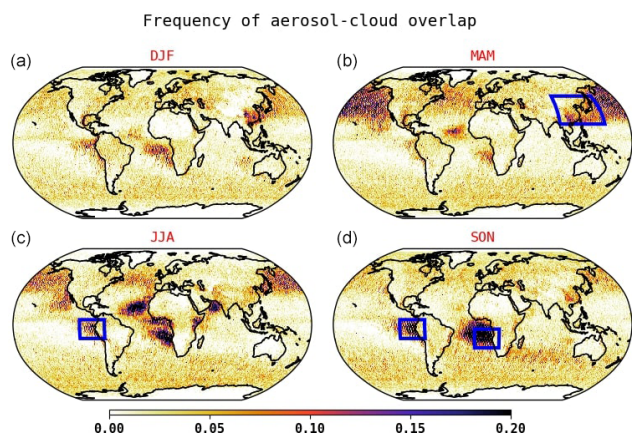 Frequency of aerosol-cloud overlap
(a) DJF
(b) MAM
(c) JJA
(d) SON
0.00 0.05 0.10 0.15 0.20